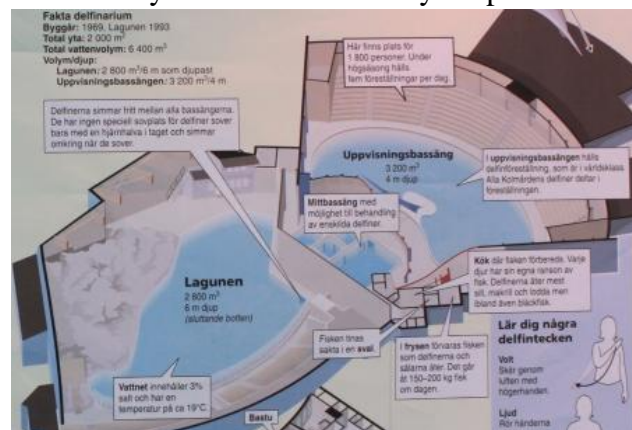 Fakta delfinarium
Byggår: 1969, Lagunen 1993
Total yta: 2 000 m²
Total vattenvolym: 6 400 m³
Volym/djup:
Lagunen: 2 800 m³/6 m som djupast
Uppvisningsbassängen: 3 200 m³/4 m
Här finns plats för
1 800 personer. Under
högsäsong hålls
fem föreställningar per dag.
Delfinerna simmar fritt mellan alla bassängerna.
De har ingen speciell sovplats för delfiner sover
bara med en hjärnhalva i taget och simmar
omkring när de sover.
Uppvisningsbassäng
3 200 m³
4 m djup
I uppvisningsbassängen hålls
delfinföreställning, som är i världsklass
Alla Kolmårdens delfiner deltar i
föreställningen.
Mittbassäng med
möjlighet till behandling
av enskilda delfiner.
Lagunen
2 800 m³
6 m djup
(sluttande botten)
Kök där fisken förbereds. Varje
djur har sin egna ranson av
fisk. Delfinerna äter mest
sill, makrill och lodda men
ibland även bläckfisk.
Fisken tinas
sakta i en sval.
I frysen förvaras fisken
som delfinerna och
sälarna äter. Det går
åt 150–200 kg fisk
om dagen.
Vattnet innehåller 3%
salt och har en
temperatur på ca 19°C.
Bastu
Lär dig några
delfintecken
Volt
Skär genom
luften med
högerhanden.
Ljud
Rör händerna